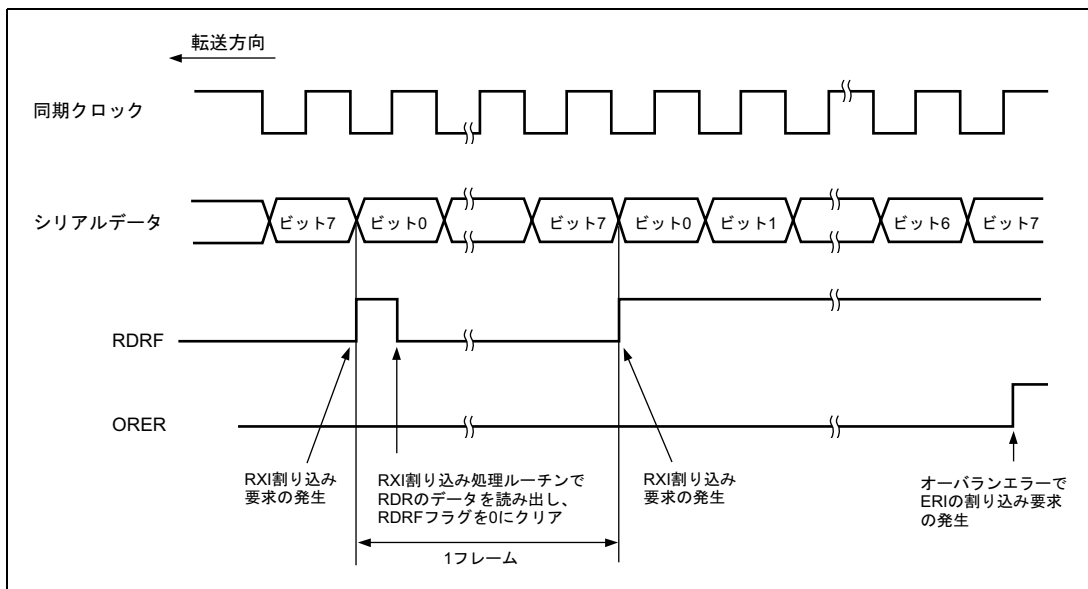 転送方向
同期クロック
シリアルデータ
ビット7
ビット0
ビット7
ビット0
ビット1
ビット6
ビット7
RDRF
ORER
RXI割り込み
要求の発生
RXI割り込み処理ルーチンで
RDRのデータを読み出し、
RDRFフラグを0にクリア
RXI割り込み
要求の発生
オーバランエラーで
ERIの割り込み要求
の発生
1フレーム